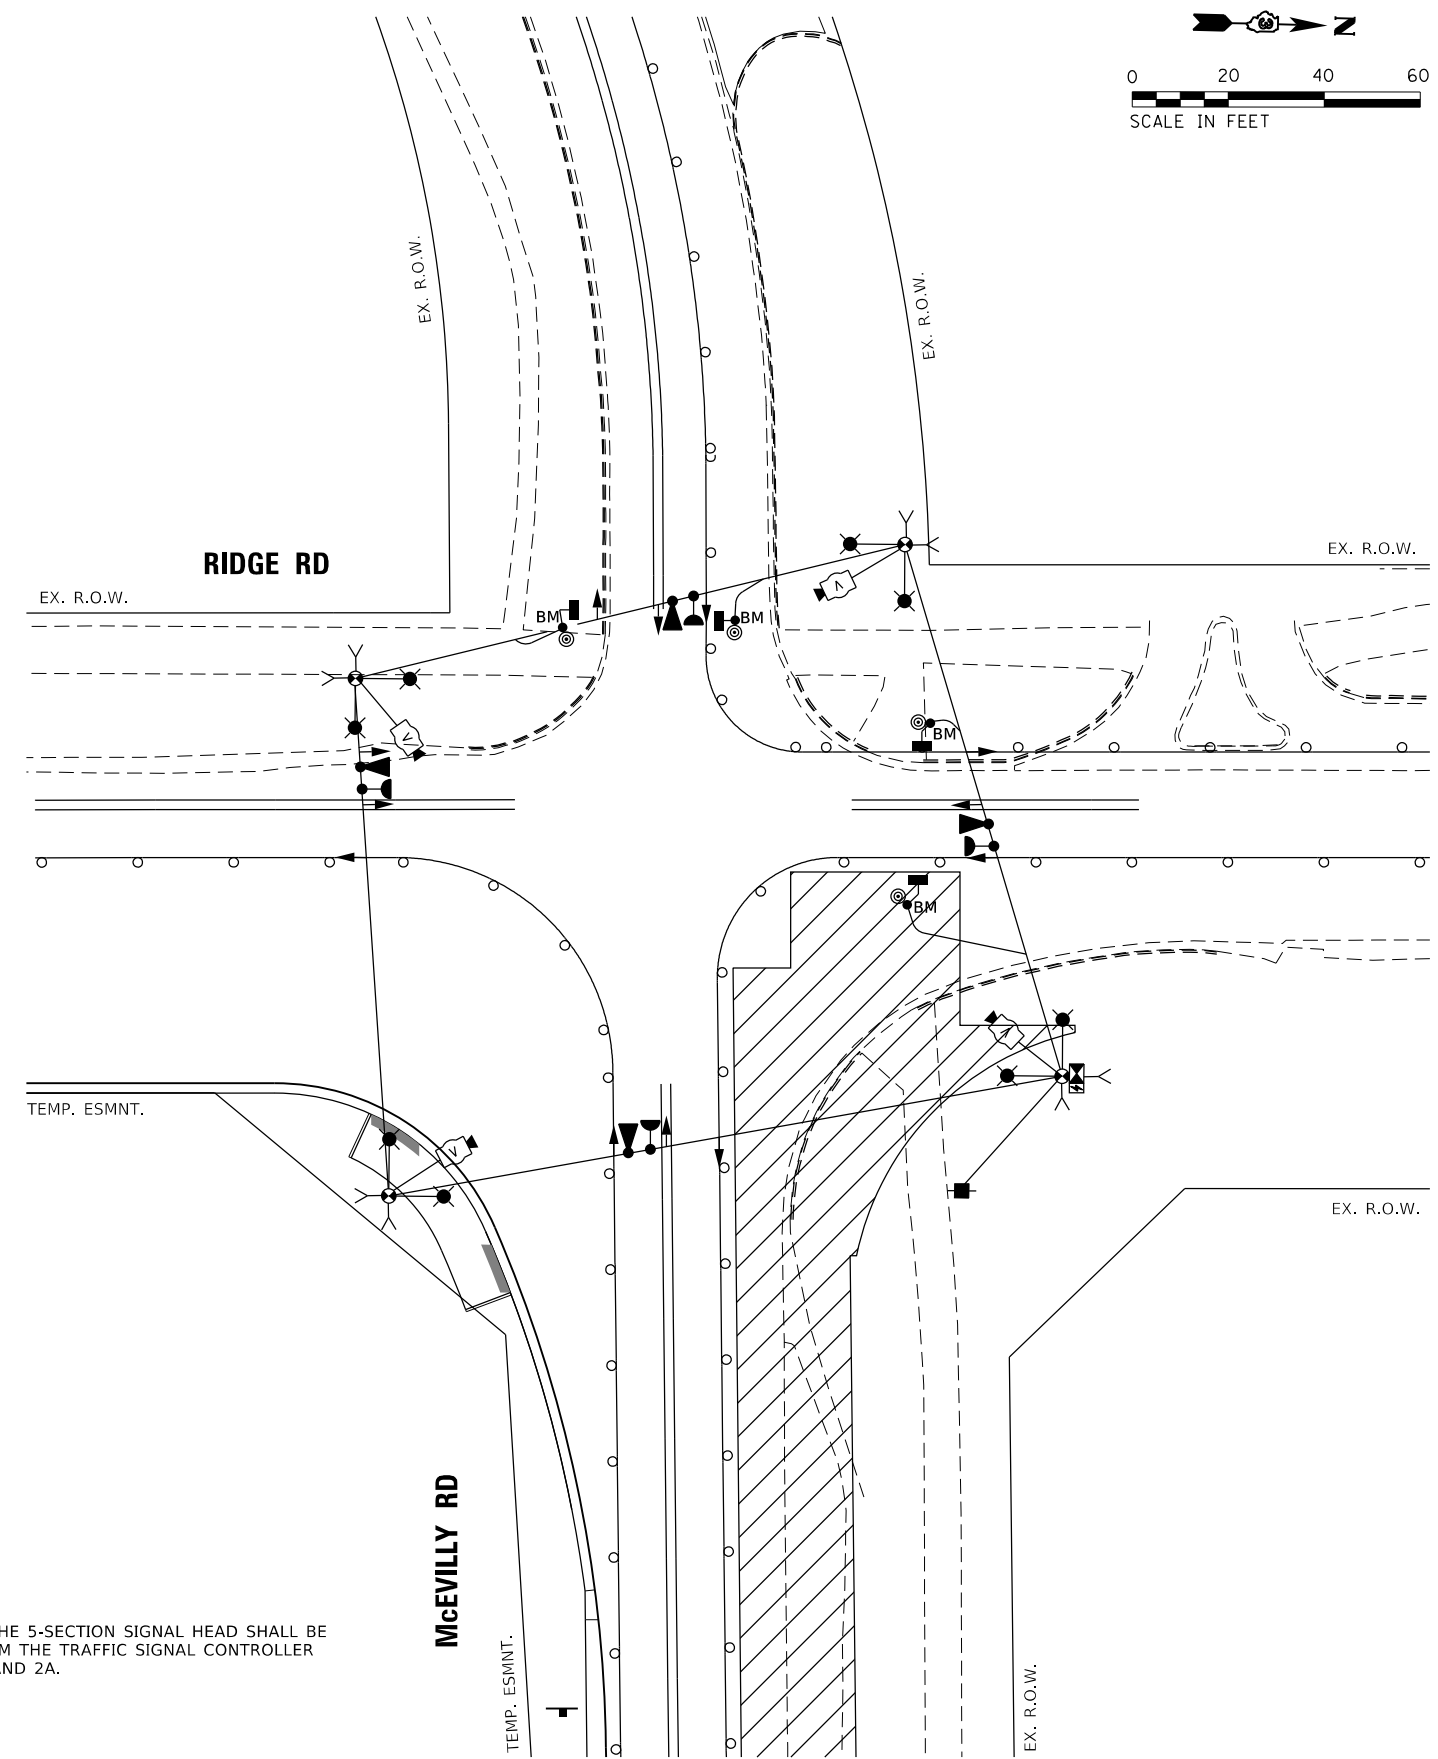 N
0 20 40 60
SCALE IN FEET
EX. R.O.W.
EX. R.O.W.
RIDGE RD
EX. R.O.W.
EX. R.O.W.
BM
BM
BM
BM
TEMP. ESMNT.
EX. R.O.W.
McEVILLY RD
HE 5-SECTION SIGNAL HEAD SHALL BE
M THE TRAFFIC SIGNAL CONTROLLER
AND 2A.
TEMP. ESMNT.
EX. R.O.W.